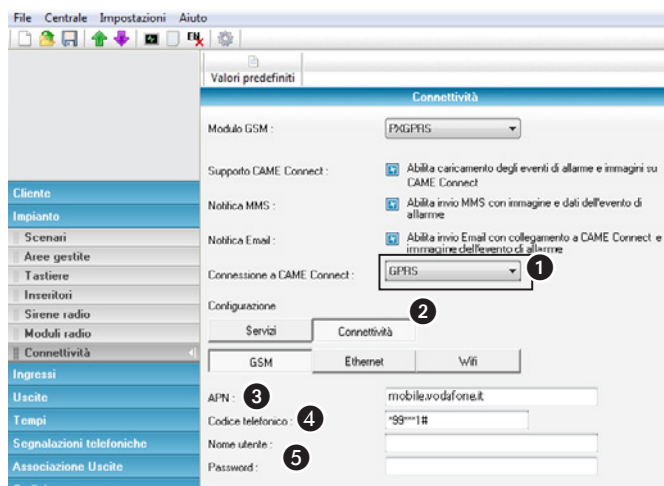 File Centrale Impostazioni Aiuto
Valori predefiniti
Connettività
Modulo GSM : PXGPRS
Supporto CAME Connect : Abilita caricamento degli eventi di allarme e immagini su
CAME Connect
Notifica MMS : Abilita invio MMS con immagine e dati dell'evento di
allarme
Notifica Email : Abilita invio Email con collegamento a CAME Connect e
immagine dell'evento di allarme
Connessione a CAME Connect : GPRS 1
Configurazione 2
Servizi Connettività
GSM Ethernet Wifi
APN : 3 mobile.vodafone.it
Codice telefonico : 4 *99***1#
Nome utente :
5
Password :
Cliente
Impianto
Scenari
Aree gestite
Tastiere
Inseritori
Sirene radio
Moduli radio
Connettività
Ingressi
Uscite
Tempi
Segnalazioni telefoniche
Associazione Uscite